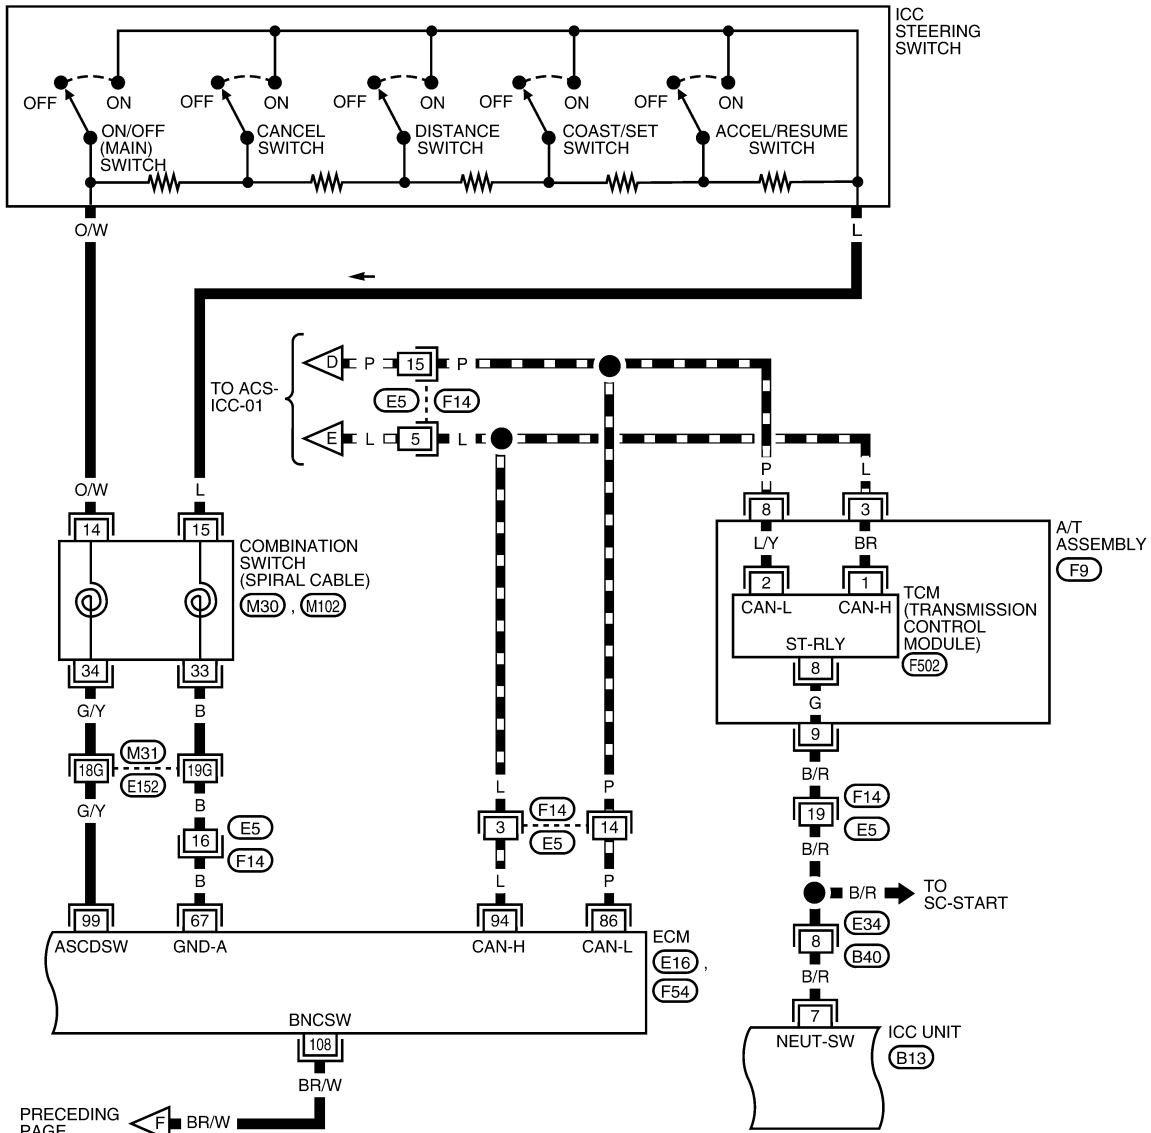 ICC
STEERING
SWITCH
OFF ON OFF ON OFF ON OFF ON OFF ON
ON/OFF
(MAIN)
SWITCH
CANCEL
SWITCH
DISTANCE
SWITCH
COAST/SET
SWITCH
ACCEL/RESUME
SWITCH
O/W L
TO ACS-
ICC-01
D P 15 P
E5 F14
E L 5 L
O/W L
14 15
COMBINATION
SWITCH
(SPIRAL CABLE)
M30 , M102
34 33
G/Y B
M31
18G 19G
E152
G/Y B
16
E5
F14
B
99 67
ASCDSW GND-A
P L
8 3
A/T
ASSEMBLY
F9
L/Y BR
2 1
CAN-L CAN-H
TCM
(TRANSMISSION
CONTROL
MODULE)
F502
ST-RLY
8
G
9
B/R
19
F14
E5
B/R
B/R
TO
SC-START
8
E34
B40
B/R
7
NEUT-SW
ICC UNIT
B13
L P
3 14
F14
E5
L P
94 86
CAN-H CAN-L
ECM
E16 ,
F54
BNCSW
108
BR/W
PRECEDING
PAGE
F BR/W